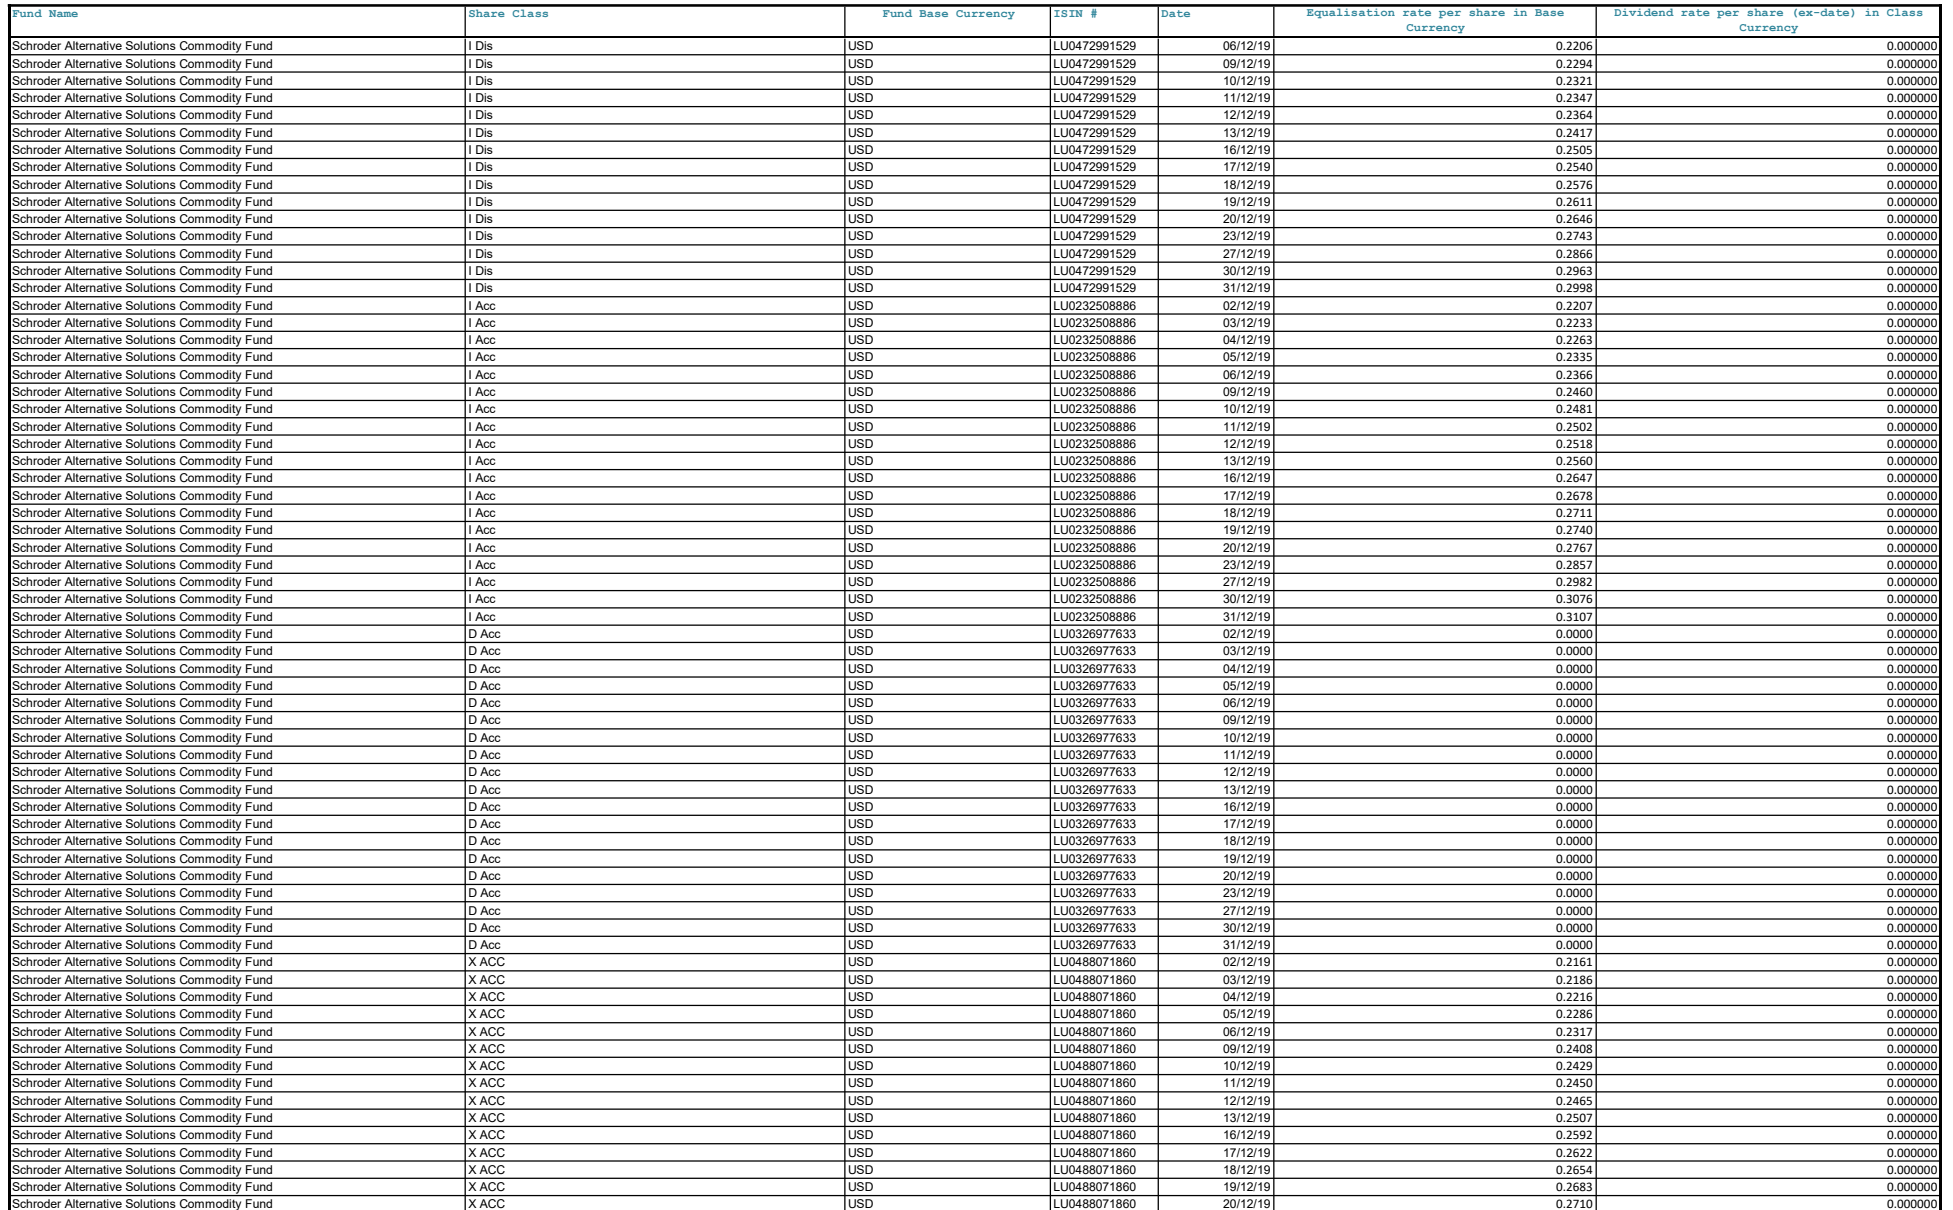 Fund Name Share Class Fund Base Currency ISIN # Date Equalisation rate per share in Base Currency Dividend rate per share (ex-date) in Class Currency
Schroder Alternative Solutions Commodity Fund I Dis USD LU0472991529 06/12/19 0.2206 0.000000
Schroder Alternative Solutions Commodity Fund I Dis USD LU0472991529 09/12/19 0.2294 0.000000
Schroder Alternative Solutions Commodity Fund I Dis USD LU0472991529 10/12/19 0.2321 0.000000
Schroder Alternative Solutions Commodity Fund I Dis USD LU0472991529 11/12/19 0.2347 0.000000
Schroder Alternative Solutions Commodity Fund I Dis USD LU0472991529 12/12/19 0.2364 0.000000
Schroder Alternative Solutions Commodity Fund I Dis USD LU0472991529 13/12/19 0.2417 0.000000
Schroder Alternative Solutions Commodity Fund I Dis USD LU0472991529 16/12/19 0.2505 0.000000
Schroder Alternative Solutions Commodity Fund I Dis USD LU0472991529 17/12/19 0.2540 0.000000
Schroder Alternative Solutions Commodity Fund I Dis USD LU0472991529 18/12/19 0.2576 0.000000
Schroder Alternative Solutions Commodity Fund I Dis USD LU0472991529 19/12/19 0.2611 0.000000
Schroder Alternative Solutions Commodity Fund I Dis USD LU0472991529 20/12/19 0.2646 0.000000
Schroder Alternative Solutions Commodity Fund I Dis USD LU0472991529 23/12/19 0.2743 0.000000
Schroder Alternative Solutions Commodity Fund I Dis USD LU0472991529 27/12/19 0.2866 0.000000
Schroder Alternative Solutions Commodity Fund I Dis USD LU0472991529 30/12/19 0.2963 0.000000
Schroder Alternative Solutions Commodity Fund I Dis USD LU0472991529 31/12/19 0.2998 0.000000
Schroder Alternative Solutions Commodity Fund I Acc USD LU0232508886 02/12/19 0.2207 0.000000
Schroder Alternative Solutions Commodity Fund I Acc USD LU0232508886 03/12/19 0.2233 0.000000
Schroder Alternative Solutions Commodity Fund I Acc USD LU0232508886 04/12/19 0.2263 0.000000
Schroder Alternative Solutions Commodity Fund I Acc USD LU0232508886 05/12/19 0.2335 0.000000
Schroder Alternative Solutions Commodity Fund I Acc USD LU0232508886 06/12/19 0.2366 0.000000
Schroder Alternative Solutions Commodity Fund I Acc USD LU0232508886 09/12/19 0.2460 0.000000
Schroder Alternative Solutions Commodity Fund I Acc USD LU0232508886 10/12/19 0.2481 0.000000
Schroder Alternative Solutions Commodity Fund I Acc USD LU0232508886 11/12/19 0.2502 0.000000
Schroder Alternative Solutions Commodity Fund I Acc USD LU0232508886 12/12/19 0.2518 0.000000
Schroder Alternative Solutions Commodity Fund I Acc USD LU0232508886 13/12/19 0.2560 0.000000
Schroder Alternative Solutions Commodity Fund I Acc USD LU0232508886 16/12/19 0.2647 0.000000
Schroder Alternative Solutions Commodity Fund I Acc USD LU0232508886 17/12/19 0.2678 0.000000
Schroder Alternative Solutions Commodity Fund I Acc USD LU0232508886 18/12/19 0.2711 0.000000
Schroder Alternative Solutions Commodity Fund I Acc USD LU0232508886 19/12/19 0.2740 0.000000
Schroder Alternative Solutions Commodity Fund I Acc USD LU0232508886 20/12/19 0.2767 0.000000
Schroder Alternative Solutions Commodity Fund I Acc USD LU0232508886 23/12/19 0.2857 0.000000
Schroder Alternative Solutions Commodity Fund I Acc USD LU0232508886 27/12/19 0.2982 0.000000
Schroder Alternative Solutions Commodity Fund I Acc USD LU0232508886 30/12/19 0.3076 0.000000
Schroder Alternative Solutions Commodity Fund I Acc USD LU0232508886 31/12/19 0.3107 0.000000
Schroder Alternative Solutions Commodity Fund D Acc USD LU0326977633 02/12/19 0.0000 0.000000
Schroder Alternative Solutions Commodity Fund D Acc USD LU0326977633 03/12/19 0.0000 0.000000
Schroder Alternative Solutions Commodity Fund D Acc USD LU0326977633 04/12/19 0.0000 0.000000
Schroder Alternative Solutions Commodity Fund D Acc USD LU0326977633 05/12/19 0.0000 0.000000
Schroder Alternative Solutions Commodity Fund D Acc USD LU0326977633 06/12/19 0.0000 0.000000
Schroder Alternative Solutions Commodity Fund D Acc USD LU0326977633 09/12/19 0.0000 0.000000
Schroder Alternative Solutions Commodity Fund D Acc USD LU0326977633 10/12/19 0.0000 0.000000
Schroder Alternative Solutions Commodity Fund D Acc USD LU0326977633 11/12/19 0.0000 0.000000
Schroder Alternative Solutions Commodity Fund D Acc USD LU0326977633 12/12/19 0.0000 0.000000
Schroder Alternative Solutions Commodity Fund D Acc USD LU0326977633 13/12/19 0.0000 0.000000
Schroder Alternative Solutions Commodity Fund D Acc USD LU0326977633 16/12/19 0.0000 0.000000
Schroder Alternative Solutions Commodity Fund D Acc USD LU0326977633 17/12/19 0.0000 0.000000
Schroder Alternative Solutions Commodity Fund D Acc USD LU0326977633 18/12/19 0.0000 0.000000
Schroder Alternative Solutions Commodity Fund D Acc USD LU0326977633 19/12/19 0.0000 0.000000
Schroder Alternative Solutions Commodity Fund D Acc USD LU0326977633 20/12/19 0.0000 0.000000
Schroder Alternative Solutions Commodity Fund D Acc USD LU0326977633 23/12/19 0.0000 0.000000
Schroder Alternative Solutions Commodity Fund D Acc USD LU0326977633 27/12/19 0.0000 0.000000
Schroder Alternative Solutions Commodity Fund D Acc USD LU0326977633 30/12/19 0.0000 0.000000
Schroder Alternative Solutions Commodity Fund D Acc USD LU0326977633 31/12/19 0.0000 0.000000
Schroder Alternative Solutions Commodity Fund X ACC USD LU0488071860 02/12/19 0.2161 0.000000
Schroder Alternative Solutions Commodity Fund X ACC USD LU0488071860 03/12/19 0.2186 0.000000
Schroder Alternative Solutions Commodity Fund X ACC USD LU0488071860 04/12/19 0.2216 0.000000
Schroder Alternative Solutions Commodity Fund X ACC USD LU0488071860 05/12/19 0.2286 0.000000
Schroder Alternative Solutions Commodity Fund X ACC USD LU0488071860 06/12/19 0.2317 0.000000
Schroder Alternative Solutions Commodity Fund X ACC USD LU0488071860 09/12/19 0.2408 0.000000
Schroder Alternative Solutions Commodity Fund X ACC USD LU0488071860 10/12/19 0.2429 0.000000
Schroder Alternative Solutions Commodity Fund X ACC USD LU0488071860 11/12/19 0.2450 0.000000
Schroder Alternative Solutions Commodity Fund X ACC USD LU0488071860 12/12/19 0.2465 0.000000
Schroder Alternative Solutions Commodity Fund X ACC USD LU0488071860 13/12/19 0.2507 0.000000
Schroder Alternative Solutions Commodity Fund X ACC USD LU0488071860 16/12/19 0.2592 0.000000
Schroder Alternative Solutions Commodity Fund X ACC USD LU0488071860 17/12/19 0.2622 0.000000
Schroder Alternative Solutions Commodity Fund X ACC USD LU0488071860 18/12/19 0.2654 0.000000
Schroder Alternative Solutions Commodity Fund X ACC USD LU0488071860 19/12/19 0.2683 0.000000
Schroder Alternative Solutions Commodity Fund X ACC USD LU0488071860 20/12/19 0.2710 0.000000